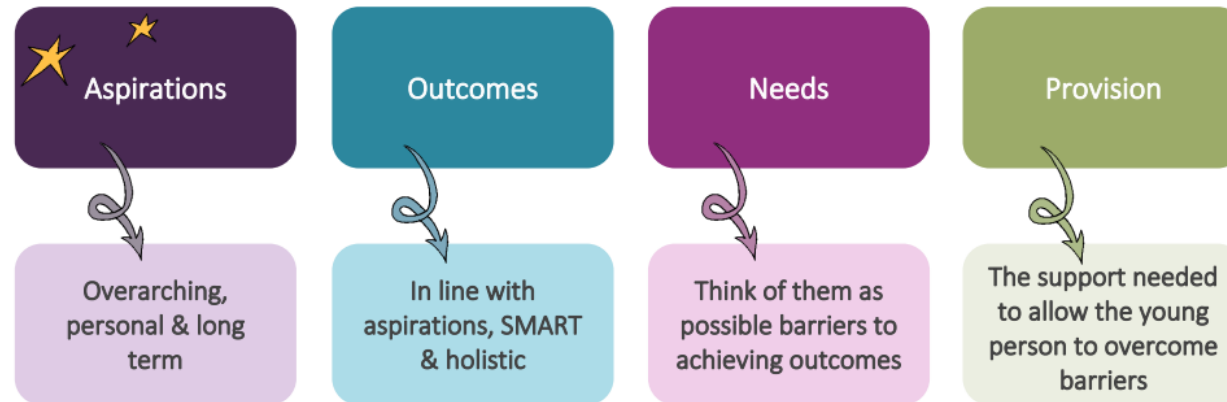 Aspirations
Outcomes
Needs
Provision
Overarching,
personal & long
term
In line with
aspirations, SMART
& holistic
Think of them as
possible barriers to
achieving outcomes
The support needed
to allow the young
person to overcome
barriers